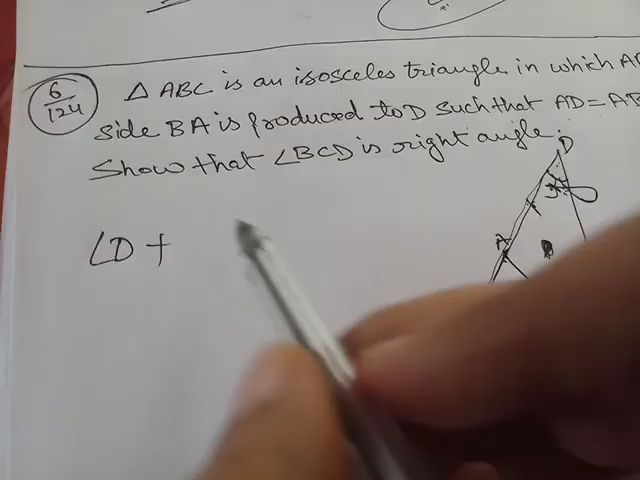 6/124
△ ABC is an isosceles triangle in which
side BA is produced to D such that AD = AB
Show that ∠BCD is right angle.
D
A
∠D +